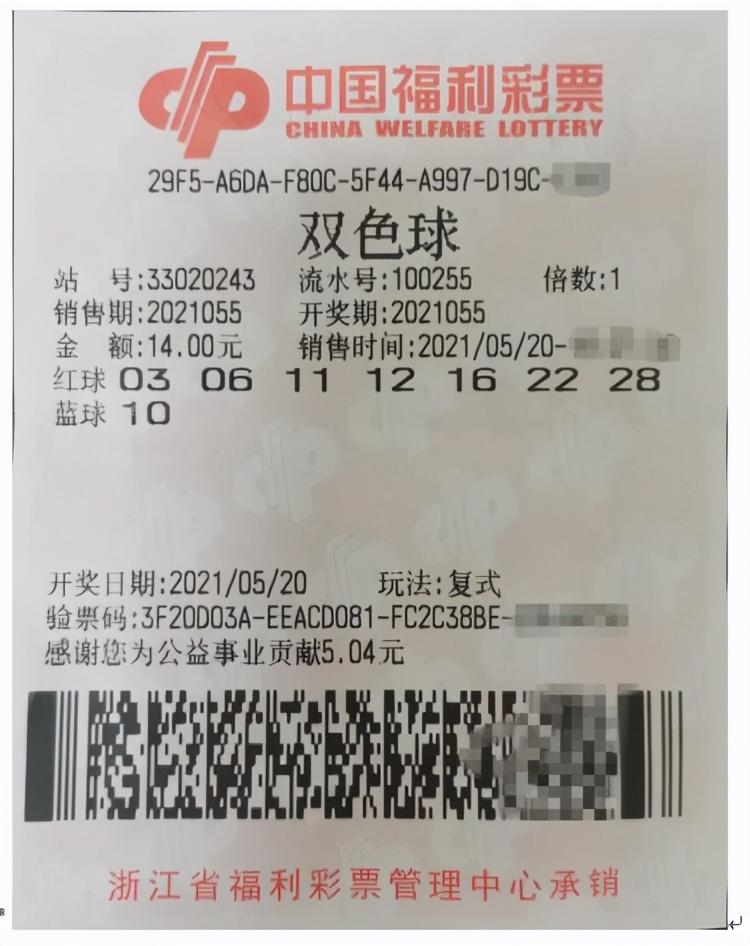 中国福利彩票
CHINA WELFARE LOTTERY
29F5-A6DA-F80C-5F44-A997-D19C-
双色球
站 号:33020243 流水号:100255 倍数:1
销售期:2021055 开奖期:2021055
金 额:14.00元 销售时间:2021/05/20-
红球 03 06 11 12 16 22 28
蓝球 10
开奖日期:2021/05/20 玩法:复式
验票码:3F20D03A-EEACD081-FC2C38BE-
感谢您为公益事业贡献5.04元
浙江省福利彩票管理中心承销